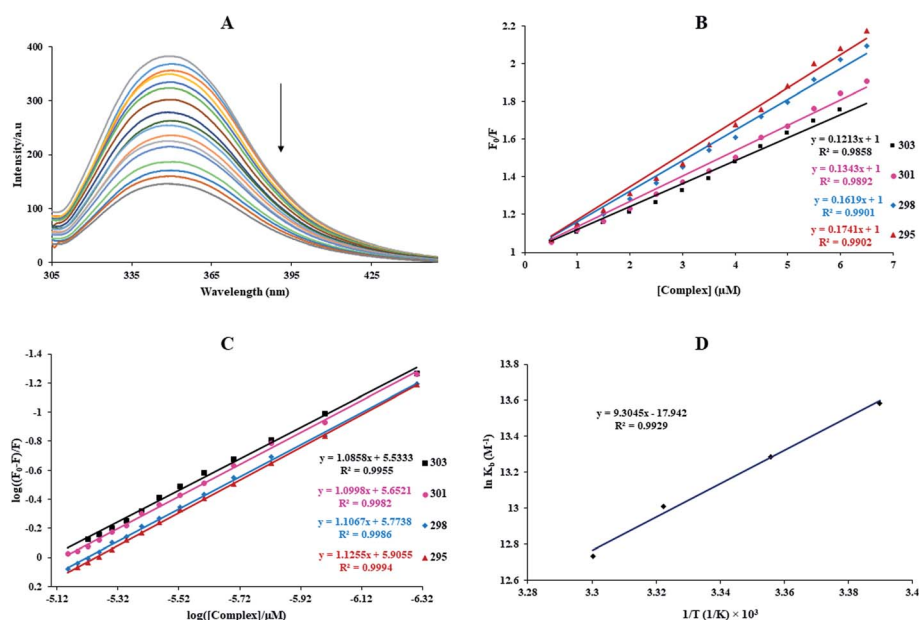 A
Intensity/a.u
400
300
200
100
0
305
335
365
395
425
Wavelength (nm)
B
F₀/F
2.2
2
1.8
1.6
1.4
1.2
1
0
1
2
3
4
5
6
7
[Complex] (µM)
y = 0.1213x + 1
R² = 0.9858
303
y = 0.1343x + 1
R² = 0.9892
301
y = 0.1619x + 1
R² = 0.9901
298
y = 0.1741x + 1
R² = 0.9902
295
C
log((F₀-F)/F)
-1.4
-1.2
-1
-0.8
-0.6
-0.4
-0.2
0
0.2
-5.12
-5.32
-5.52
-5.72
-5.92
-6.12
-6.32
log([Complex]/µM)
y = 1.0858x + 5.5333
R² = 0.9955
303
y = 1.0998x + 5.6521
R² = 0.9982
301
y = 1.1067x + 5.7738
R² = 0.9986
298
y = 1.1255x + 5.9055
R² = 0.9994
295
D
ln K_b (M⁻¹)
13.8
13.6
13.4
13.2
13
12.8
12.6
3.28
3.3
3.32
3.34
3.36
3.38
3.4
1/T (1/K) × 10³
y = 9.3045x - 17.942
R² = 0.9929